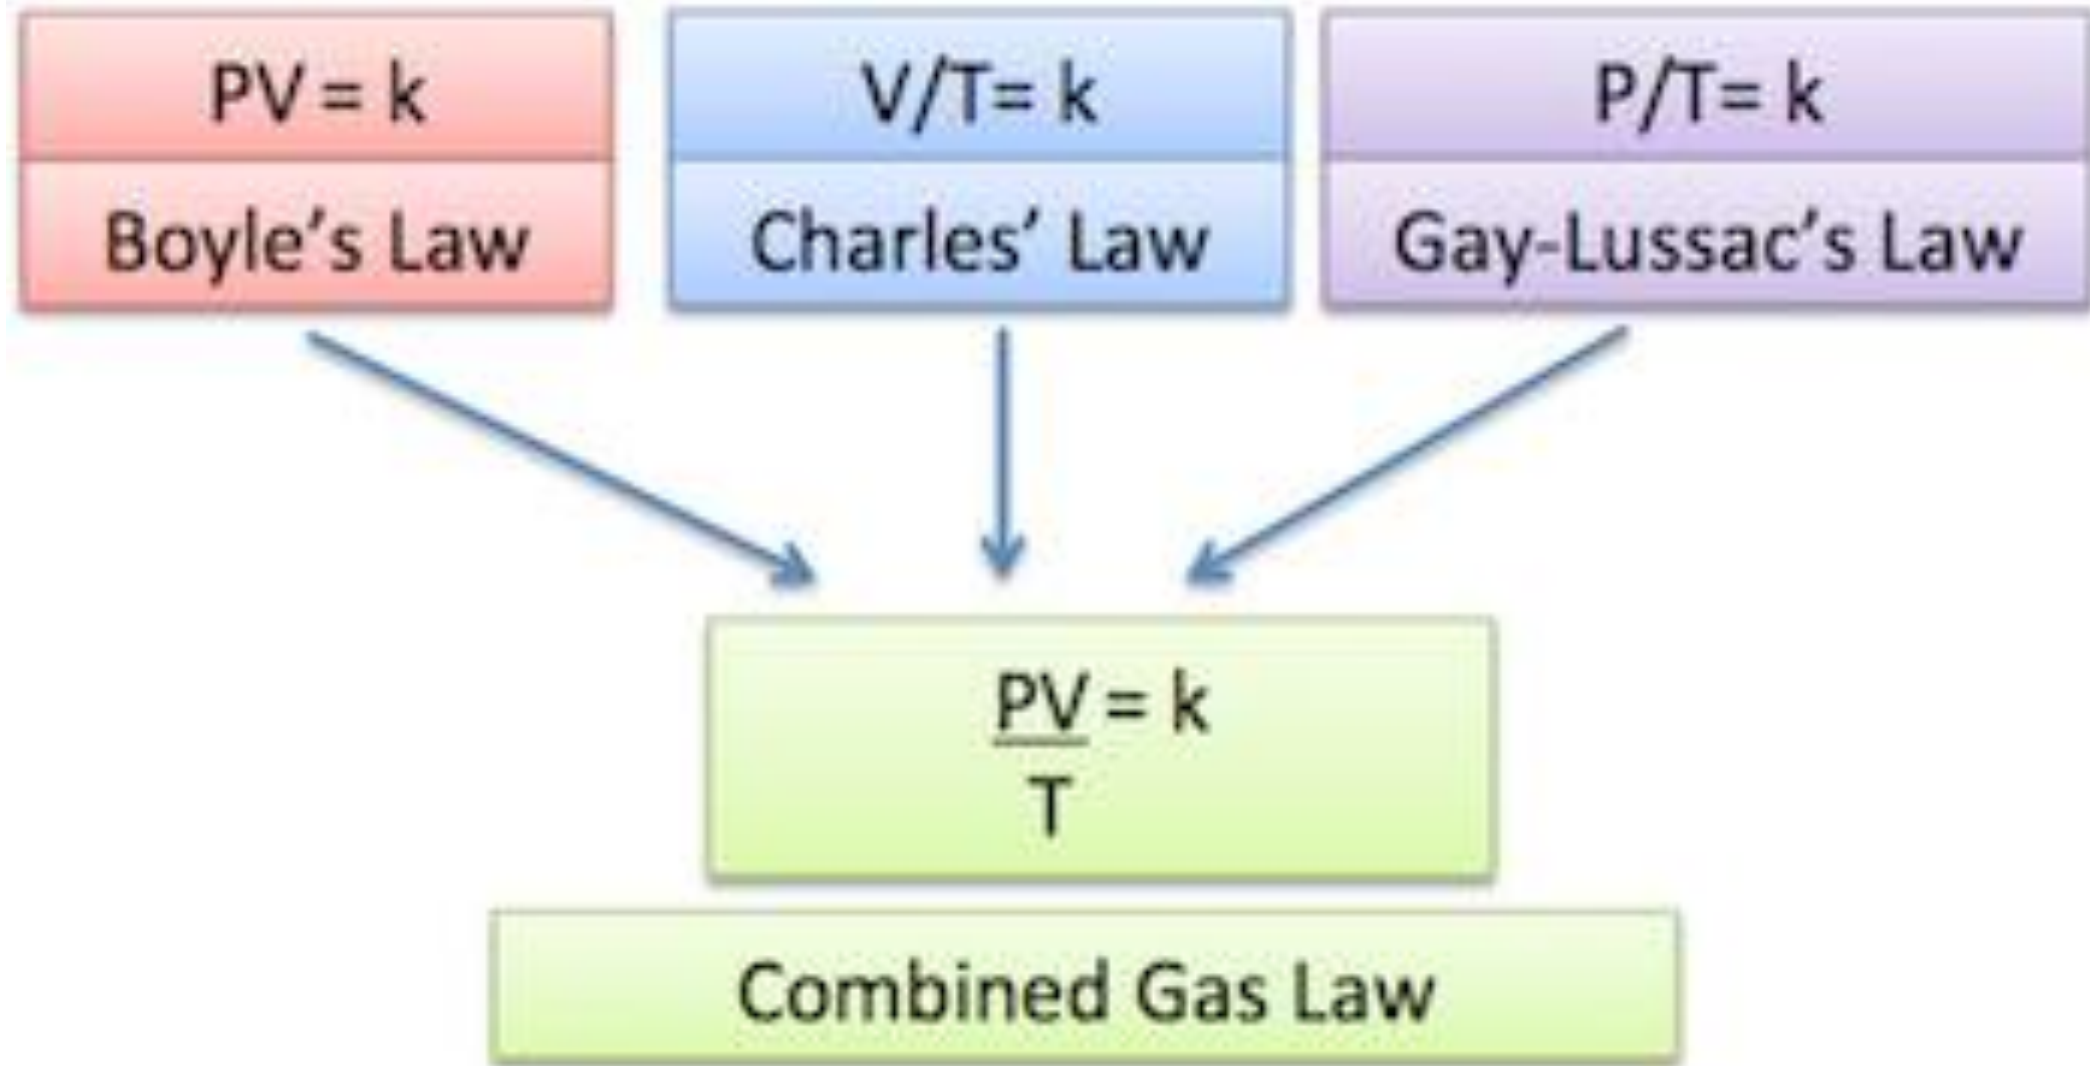 PV = k
Boyle’s Law
V/T= k
Charles’ Law
P/T= k
Gay-Lussac’s Law
PV = k
T
Combined Gas Law